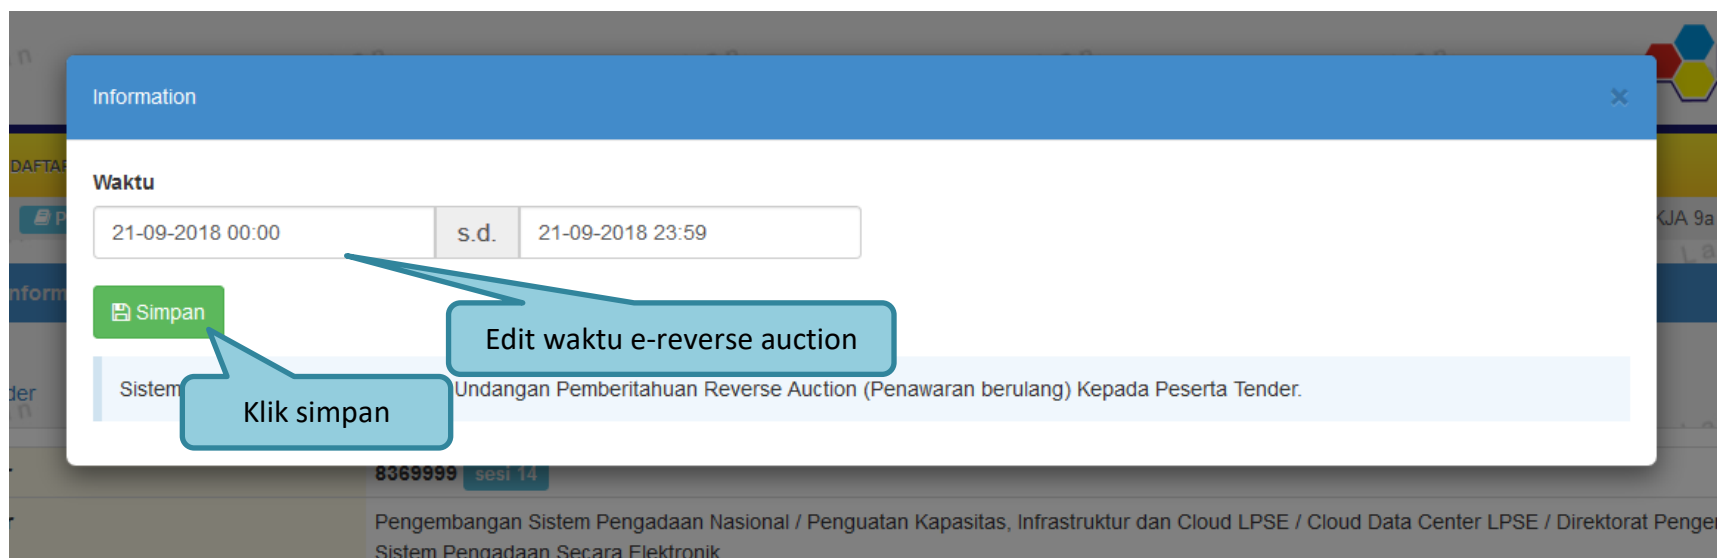 Information
DAFTAR
Waktu
21-09-2018 00:00 s.d. 21-09-2018 23:59
KJA 9a
Simpan
Edit waktu e-reverse auction
Sistem Undangan Pemberitahuan Reverse Auction (Penawaran berulang) Kepada Peserta Tender.
Klik simpan
8369999 sesi 14
Pengembangan Sistem Pengadaan Nasional / Penguatan Kapasitas, Infrastruktur dan Cloud LPSE / Cloud Data Center LPSE / Direktorat
Sistem Pengadaan Secara Elektronik